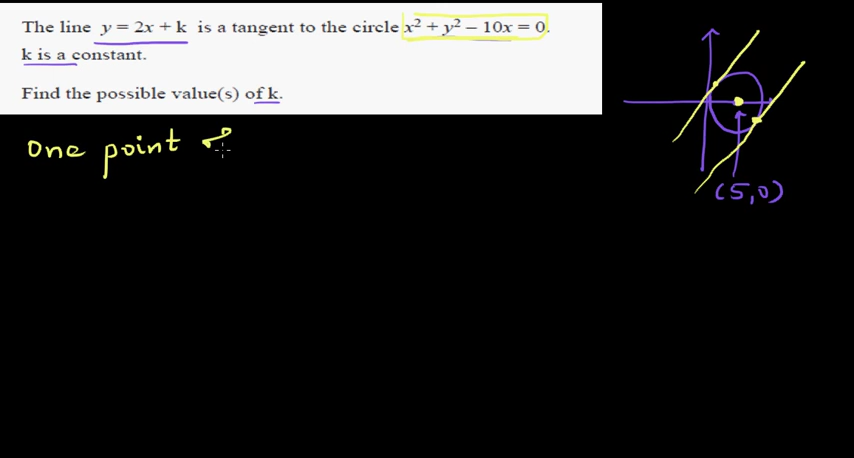 The line y = 2x + k is a tangent to the circle x² + y² − 10x = 0.
k is a constant.
Find the possible value(s) of k.
one point
(5,0)